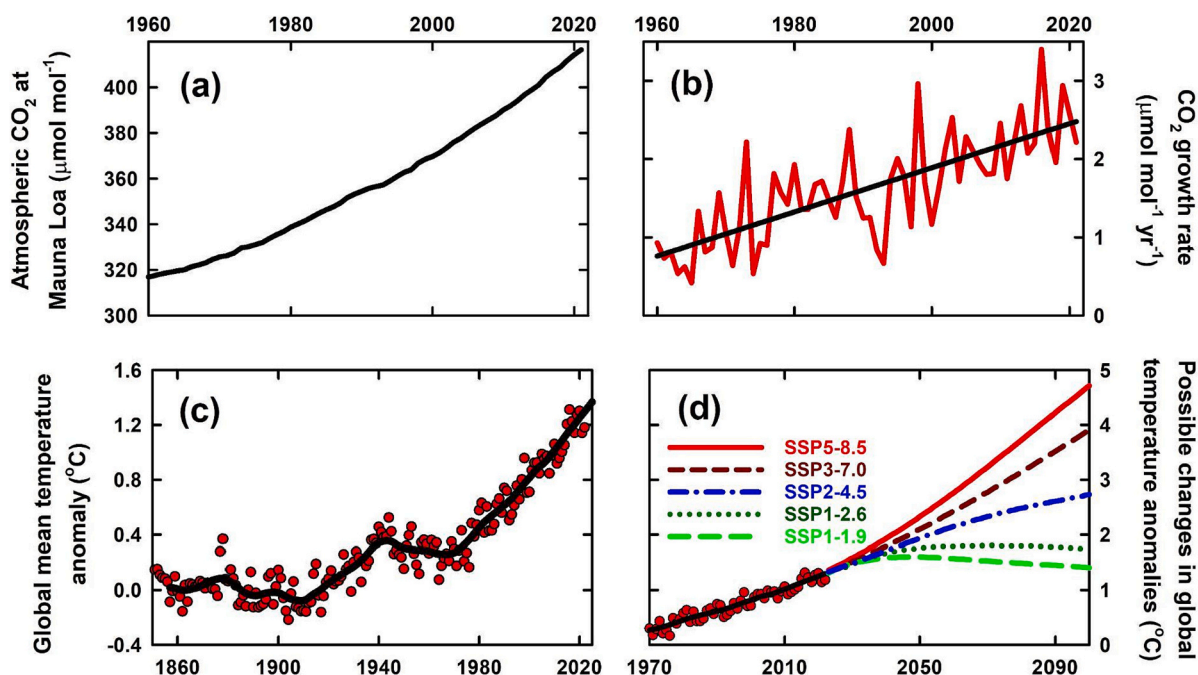 1960 1980 2000 2020
Atmospheric CO₂ at
Mauna Loa (µmol mol⁻¹)
400
380
360
340
320
300
(a)
1960 1980 2000 2020
(b)
3
2
1
0
CO₂ growth rate
(µmol mol⁻¹ yr⁻¹)
Global mean temperature
anomaly (°C)
1.6
1.2
0.8
0.4
0.0
-0.4
(c)
1860 1900 1940 1980 2020
(d)
SSP5-8.5
SSP3-7.0
SSP2-4.5
SSP1-2.6
SSP1-1.9
5
4
3
2
1
0
1970 2010 2050 2090
Possible changes in global
temperature anomalies (°C)